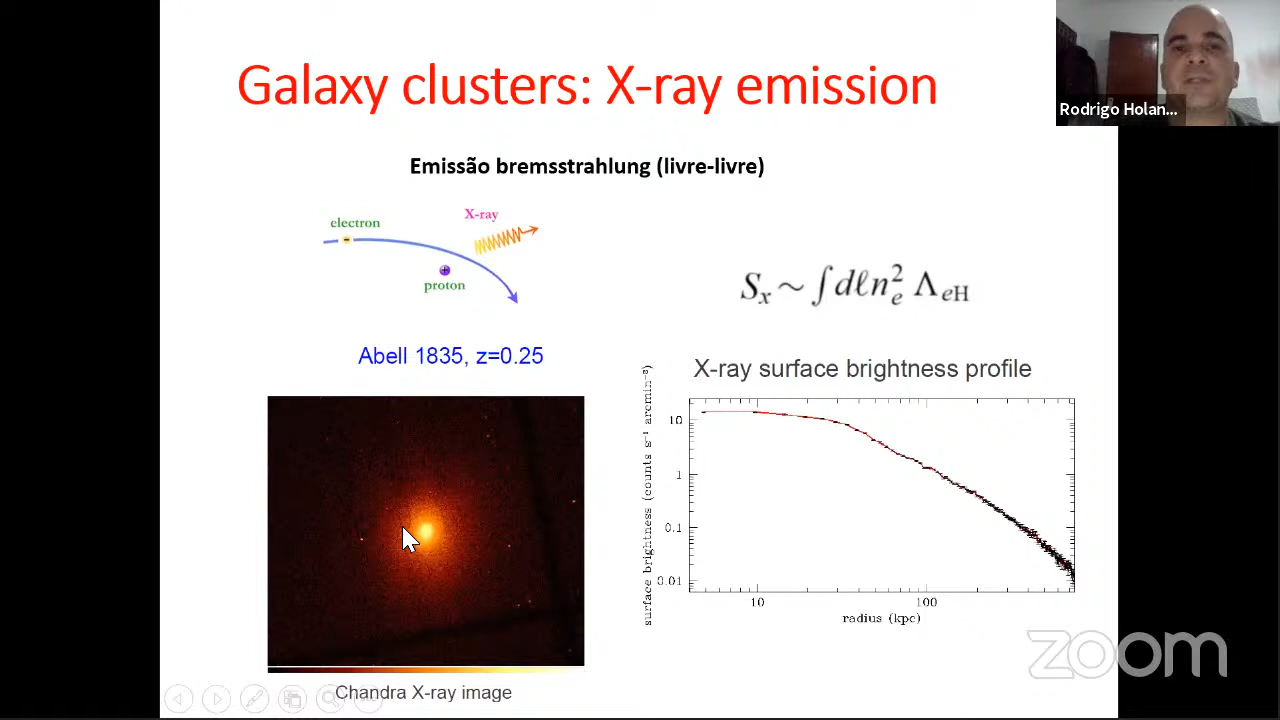 Galaxy clusters: X-ray emission
Rodrigo Holan...
Emissão bremsstrahlung (livre-livre)
electron
X-ray
proton
S_x ~ ∫dℓn_e^2 Λ_eH
Abell 1835, z=0.25
X-ray surface brightness profile
surface brightness (counts s⁻¹ arcmin⁻²)
10
1
0.1
0.01
10 100
radius (kpc)
Chandra X-ray image
zoom